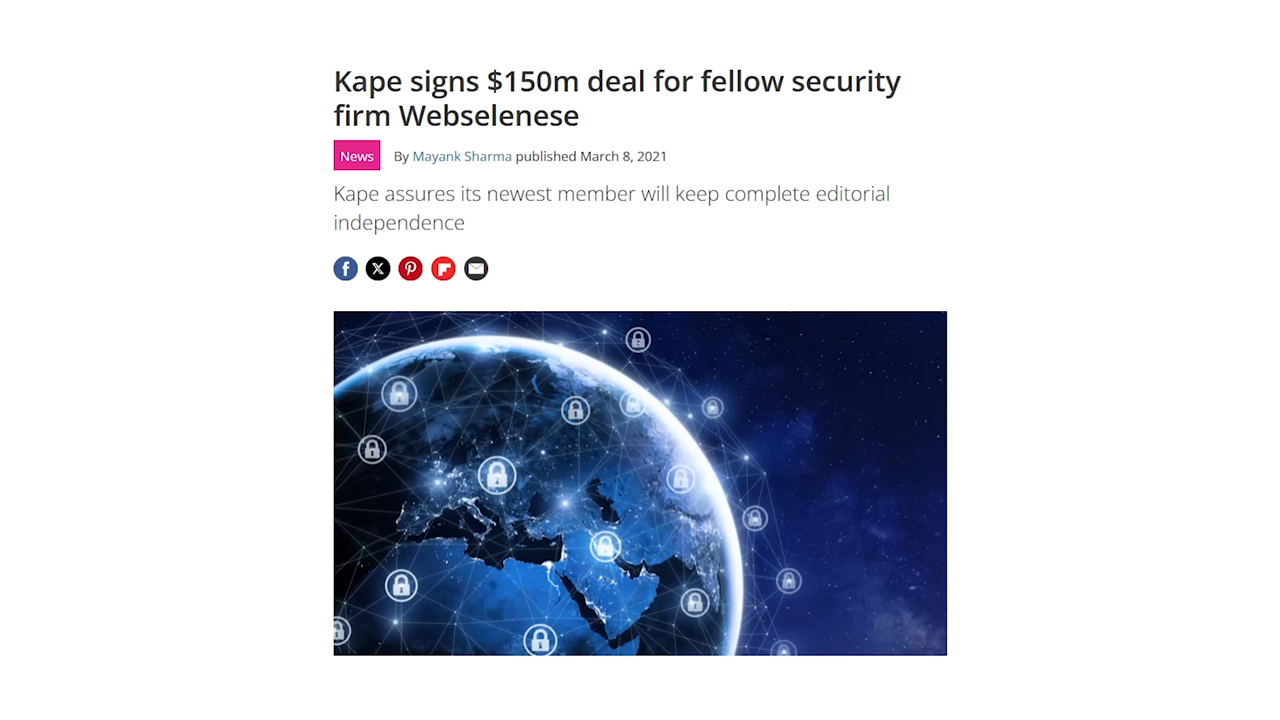 Kape signs $150m deal for fellow security
firm Webselenese
News By Mayank Sharma published March 8, 2021
Kape assures its newest member will keep complete editorial
independence